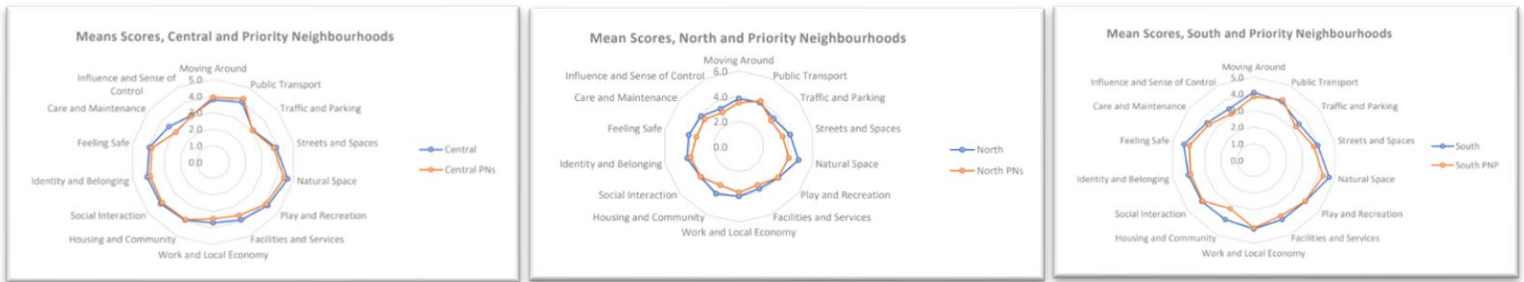 Means Scores, Central and Priority Neighbourhoods
Moving Around
Influence and Sense of
Control
Public Transport
Care and Maintenance
Traffic and Parking
Feeling Safe
Streets and Spaces
Identity and Belonging
Natural Space
Social Interaction
Play and Recreation
Housing and Community
Facilities and Services
Work and Local Economy
5.0
4.0
3.0
2.0
1.0
0.0
Central
Central PNs
Mean Scores, North and Priority Neighbourhoods
Moving Around
Influence and Sense of Control
Public Transport
Care and Maintenance
Traffic and Parking
Feeling Safe
Streets and Spaces
Identity and Belonging
Natural Space
Social Interaction
Play and Recreation
Housing and Community
Facilities and Services
Work and Local Economy
6.0
4.0
2.0
0.0
North
North PNs
Mean Scores, South and Priority Neighbourhoods
Moving Around
Influence and Sense of Control
Public Transport
Care and Maintenance
Traffic and Parking
Feeling Safe
Streets and Spaces
Identity and Belonging
Natural Space
Social Interaction
Play and Recreation
Housing and Community
Facilities and Services
Work and Local Economy
5.0
4.0
3.0
2.0
1.0
0.0
South
South PNP